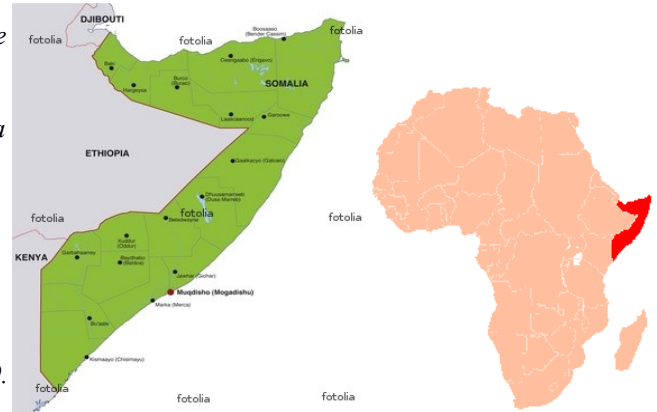 DJIBOUTI
Boosaaso
(Bender Cassim)
fotolia
fotolia
fotolia
e
Ceerigaabo (Erigavo)
Baki
Hargeysa
Burco
(Burao)
SOMALIA
Laascaanood
Garoowe
a
ETHIOPIA
Gaalkacyo (Galcaio)
Dhuusamarreeb
(Dusa Marreb)
fotolia
fotolia
fotolia
Beledweyne
Xuddur
(Oddur)
Garbahaarrey
KENYA
Baydhabo
(Baidoa)
Jawhar (Giohar)
Muqdisho (Mogadishu)
Marka (Merca)
Bu'aale
Kismaayo (Chisimayu)
).
fotolia
fotolia
fotolia